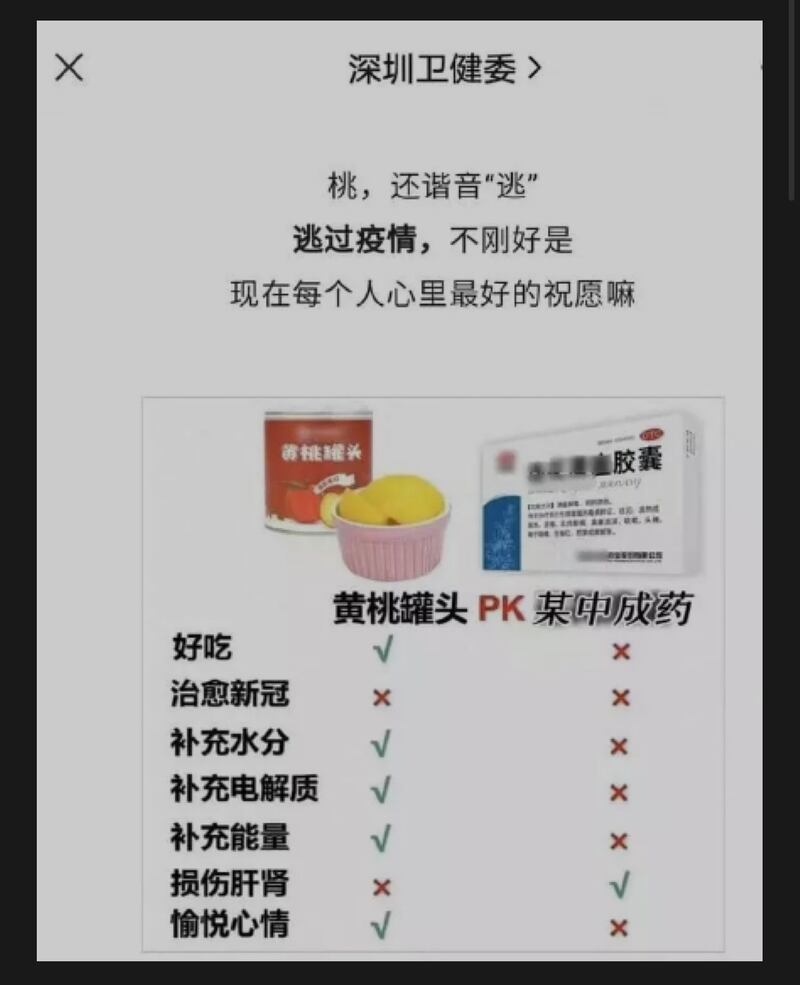 深圳卫健委
桃，还谐音“逃”
逃过疫情，不刚好是
现在每个人心里最好的祝愿嘛
黄桃罐头
OTC
胶囊
黄桃罐头 PK 某中成药
好吃 √ ×
治愈新冠 × ×
补充水分 √ ×
补充电解质 √ ×
补充能量 √ ×
损伤肝肾 × √
愉悦心情 √ ×